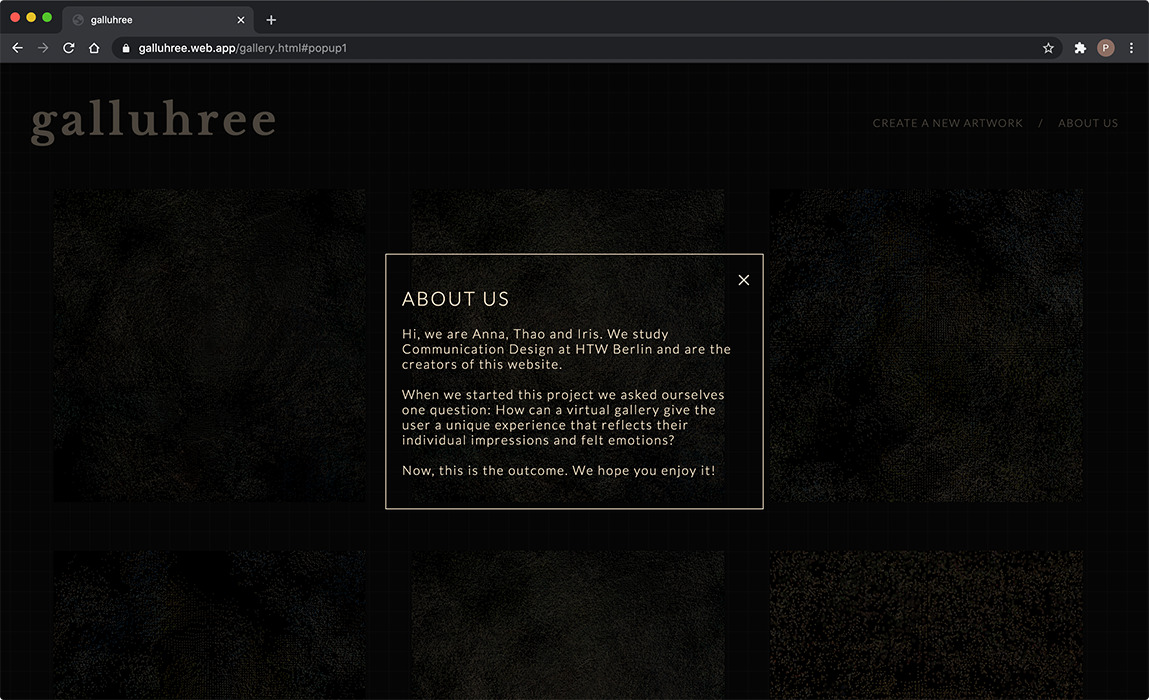 galluhree
galluhree.web.app/gallery.html#popup1
P
galluhree
CREATE A NEW ARTWORK / ABOUT US
ABOUT US
Hi, we are Anna, Thao and Iris. We study
Communication Design at HTW Berlin and are the
creators of this website.
When we started this project we asked ourselves
one question: How can a virtual gallery give the
user a unique experience that reflects their
individual impressions and felt emotions?
Now, this is the outcome. We hope you enjoy it!